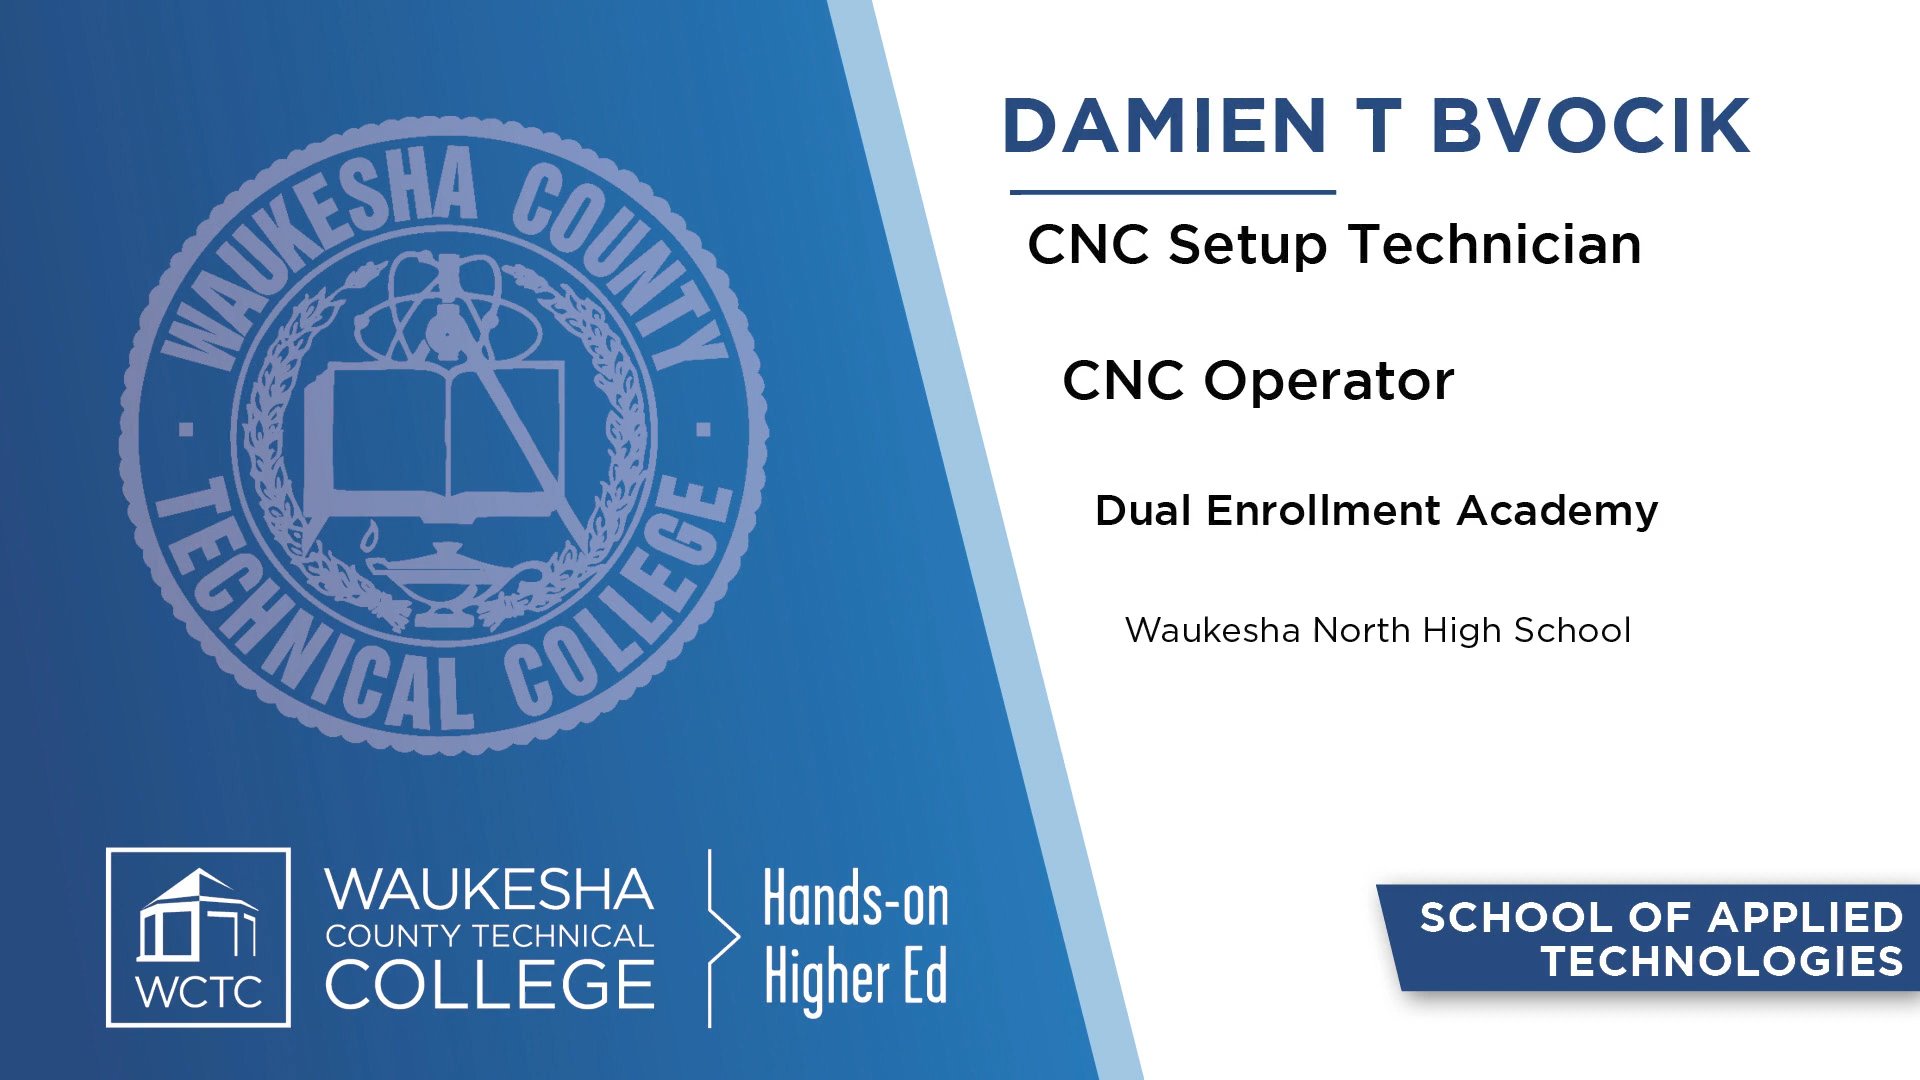 WAUKESHA COUNTY
TECHNICAL COLLEGE
WCTC
WAUKESHA
COUNTY TECHNICAL
COLLEGE
Hands-on
Higher Ed
DAMIEN T BVOCIK
CNC Setup Technician
CNC Operator
Dual Enrollment Academy
Waukesha North High School
SCHOOL OF APPLIED
TECHNOLOGIES